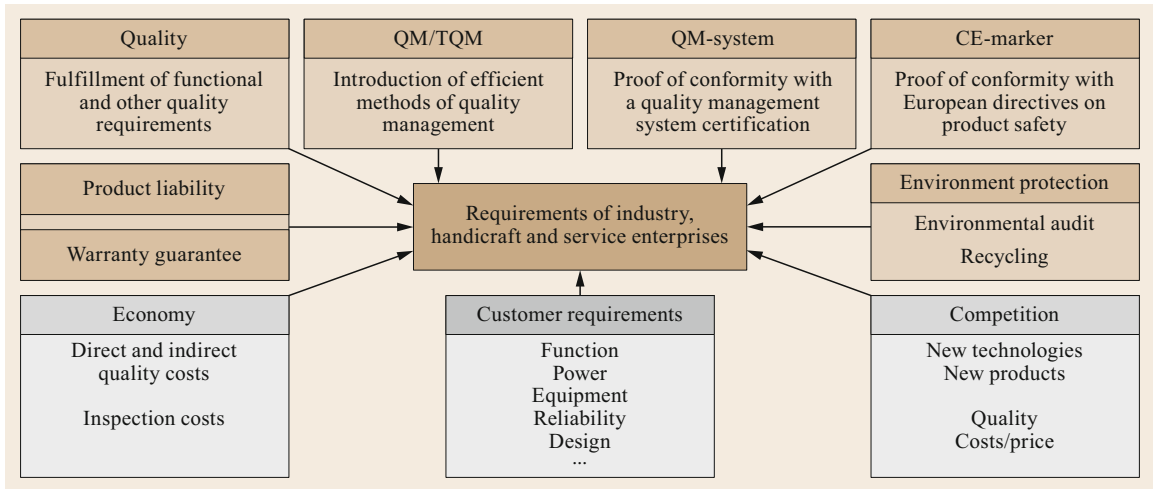 Quality
Fulfillment of functional
and other quality
requirements
QM/TQM
Introduction of efficient
methods of quality
management
QM-system
Proof of conformity with
a quality management
system certification
CE-marker
Proof of conformity with
European directives on
product safety
Product liability
Warranty guarantee
Requirements of industry,
handicraft and service enterprises
Environment protection
Environmental audit
Recycling
Economy
Direct and indirect
quality costs
Inspection costs
Customer requirements
Function
Power
Equipment
Reliability
Design
...
Competition
New technologies
New products
Quality
Costs/price